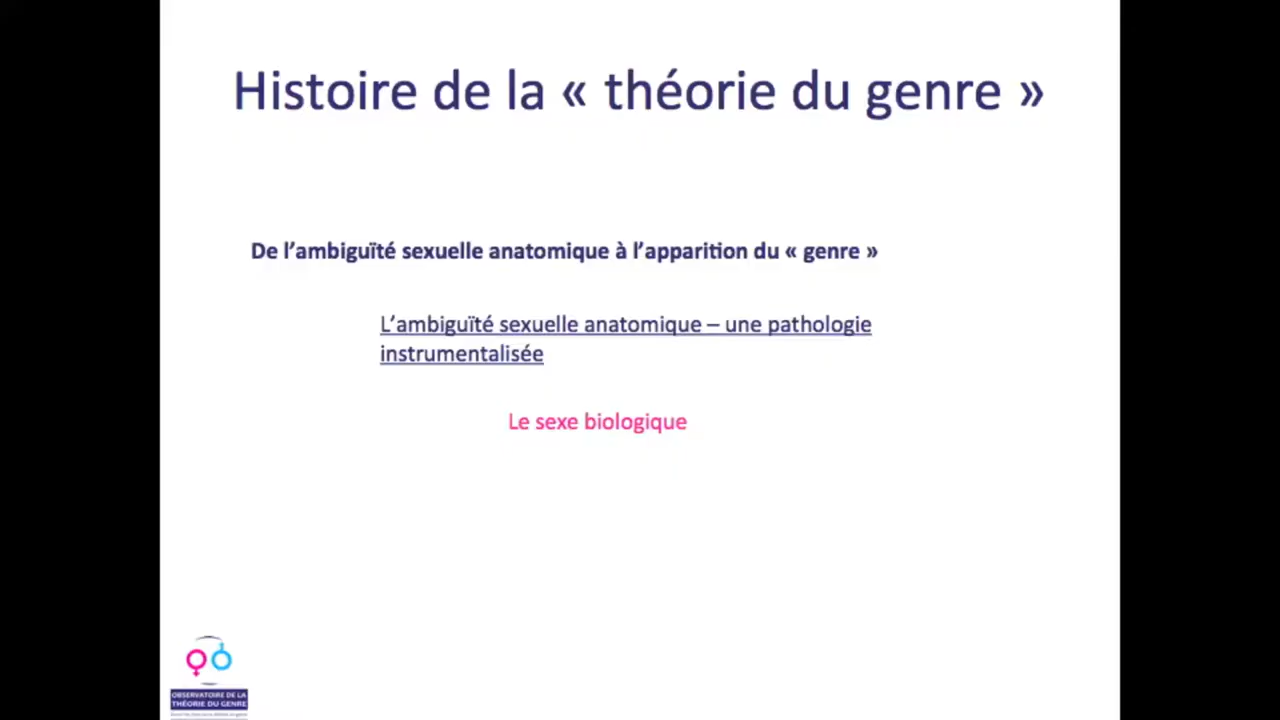 Histoire de la « théorie du genre »
De l’ambiguïté sexuelle anatomique à l’apparition du « genre »
L’ambiguïté sexuelle anatomique – une pathologie
instrumentalisée
Le sexe biologique
OBSERVATOIRE DE LA
THÉORIE DU GENRE